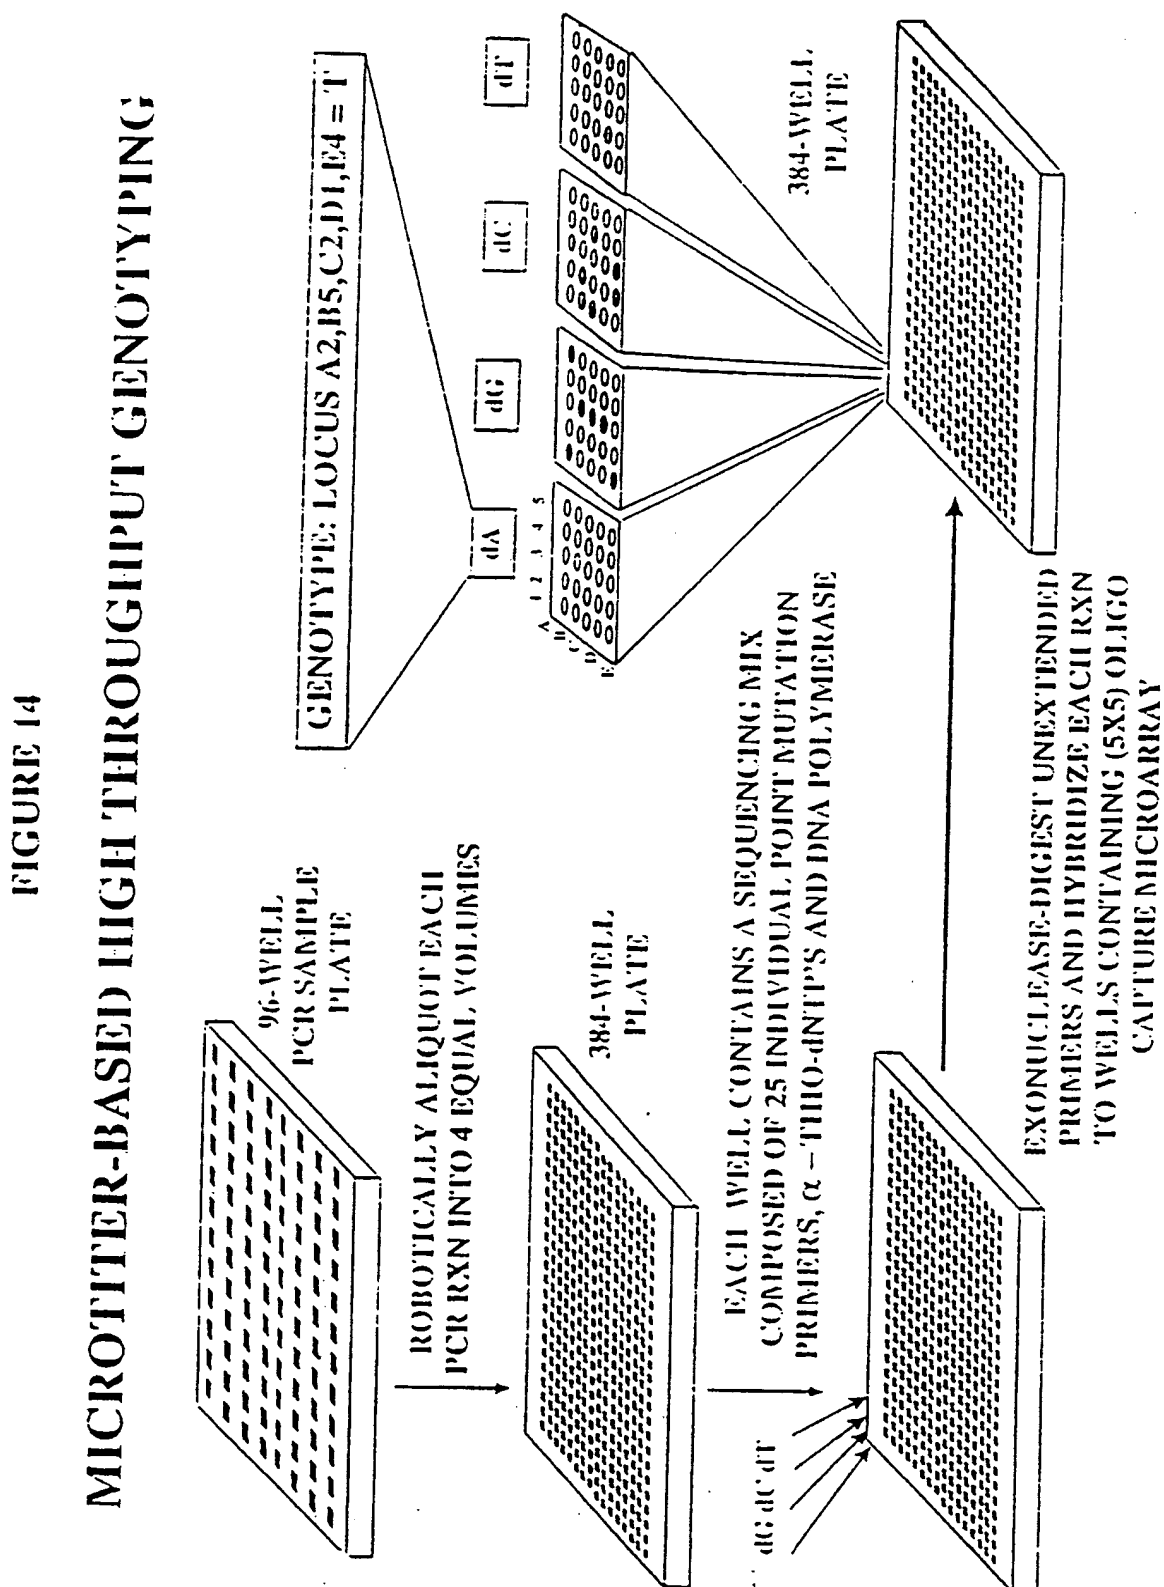 FIGURE 14
MICROTITER-BASED HIGH THROUGHPUT GENOTYPING
96-WELL
PCR SAMPLE
PLATE
ROBOTICALLY ALIQUOT EACH
PCR RXN INTO 4 EQUAL VOLUMES
384-WELL
PLATE
EACH WELL CONTAINS A SEQUENCING MIX
COMPOSED OF 25 INDIVIDUAL POINT MUTATION
PRIMERS, α – THIO-dNTP'S AND DNA POLYMERASE
dG dC dT
EXONUCLEASE-DIGEST UNEXTENDED
PRIMERS AND HYBRIDIZE EACH RXN
TO WELLS CONTAINING (5X5) OLIGO
CAPTURE MICROARRAY
GENOTYPE: LOCUS A2,B5,C2,D1,E4 = T
dA
dG
dC
dT
1 2 3 4 5
A
B
C
D
E
384-WELL
PLATE